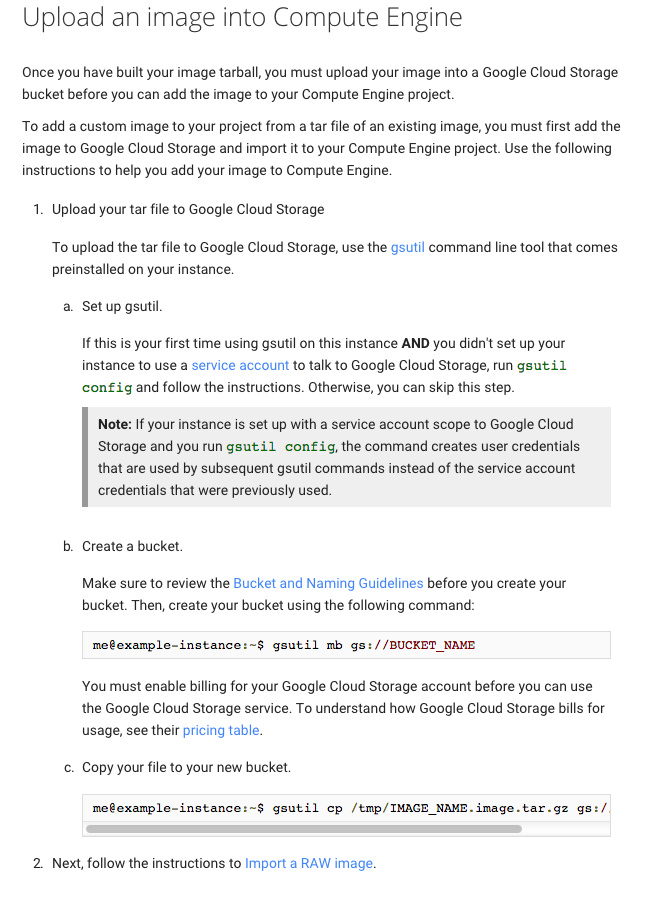 Upload an image into Compute Engine
Once you have built your image tarball, you must upload your image into a Google Cloud Storage
bucket before you can add the image to your Compute Engine project.
To add a custom image to your project from a tar file of an existing image, you must first add the
image to Google Cloud Storage and import it to your Compute Engine project. Use the following
instructions to help you add your image to Compute Engine.
1. Upload your tar file to Google Cloud Storage
To upload the tar file to Google Cloud Storage, use the gsutil command line tool that comes
preinstalled on your instance.
a. Set up gsutil.
If this is your first time using gsutil on this instance AND you didn't set up your
instance to use a service account to talk to Google Cloud Storage, run gsutil
config and follow the instructions. Otherwise, you can skip this step.
Note: If your instance is set up with a service account scope to Google Cloud
Storage and you run gsutil config, the command creates user credentials
that are used by subsequent gsutil commands instead of the service account
credentials that were previously used.
b. Create a bucket.
Make sure to review the Bucket and Naming Guidelines before you create your
bucket. Then, create your bucket using the following command:
me@example-instance:~$ gsutil mb gs://BUCKET_NAME
You must enable billing for your Google Cloud Storage account before you can use
the Google Cloud Storage service. To understand how Google Cloud Storage bills for
usage, see their pricing table.
c. Copy your file to your new bucket.
me@example-instance:~$ gsutil cp /tmp/IMAGE_NAME.image.tar.gz gs:/
2. Next, follow the instructions to Import a RAW image.